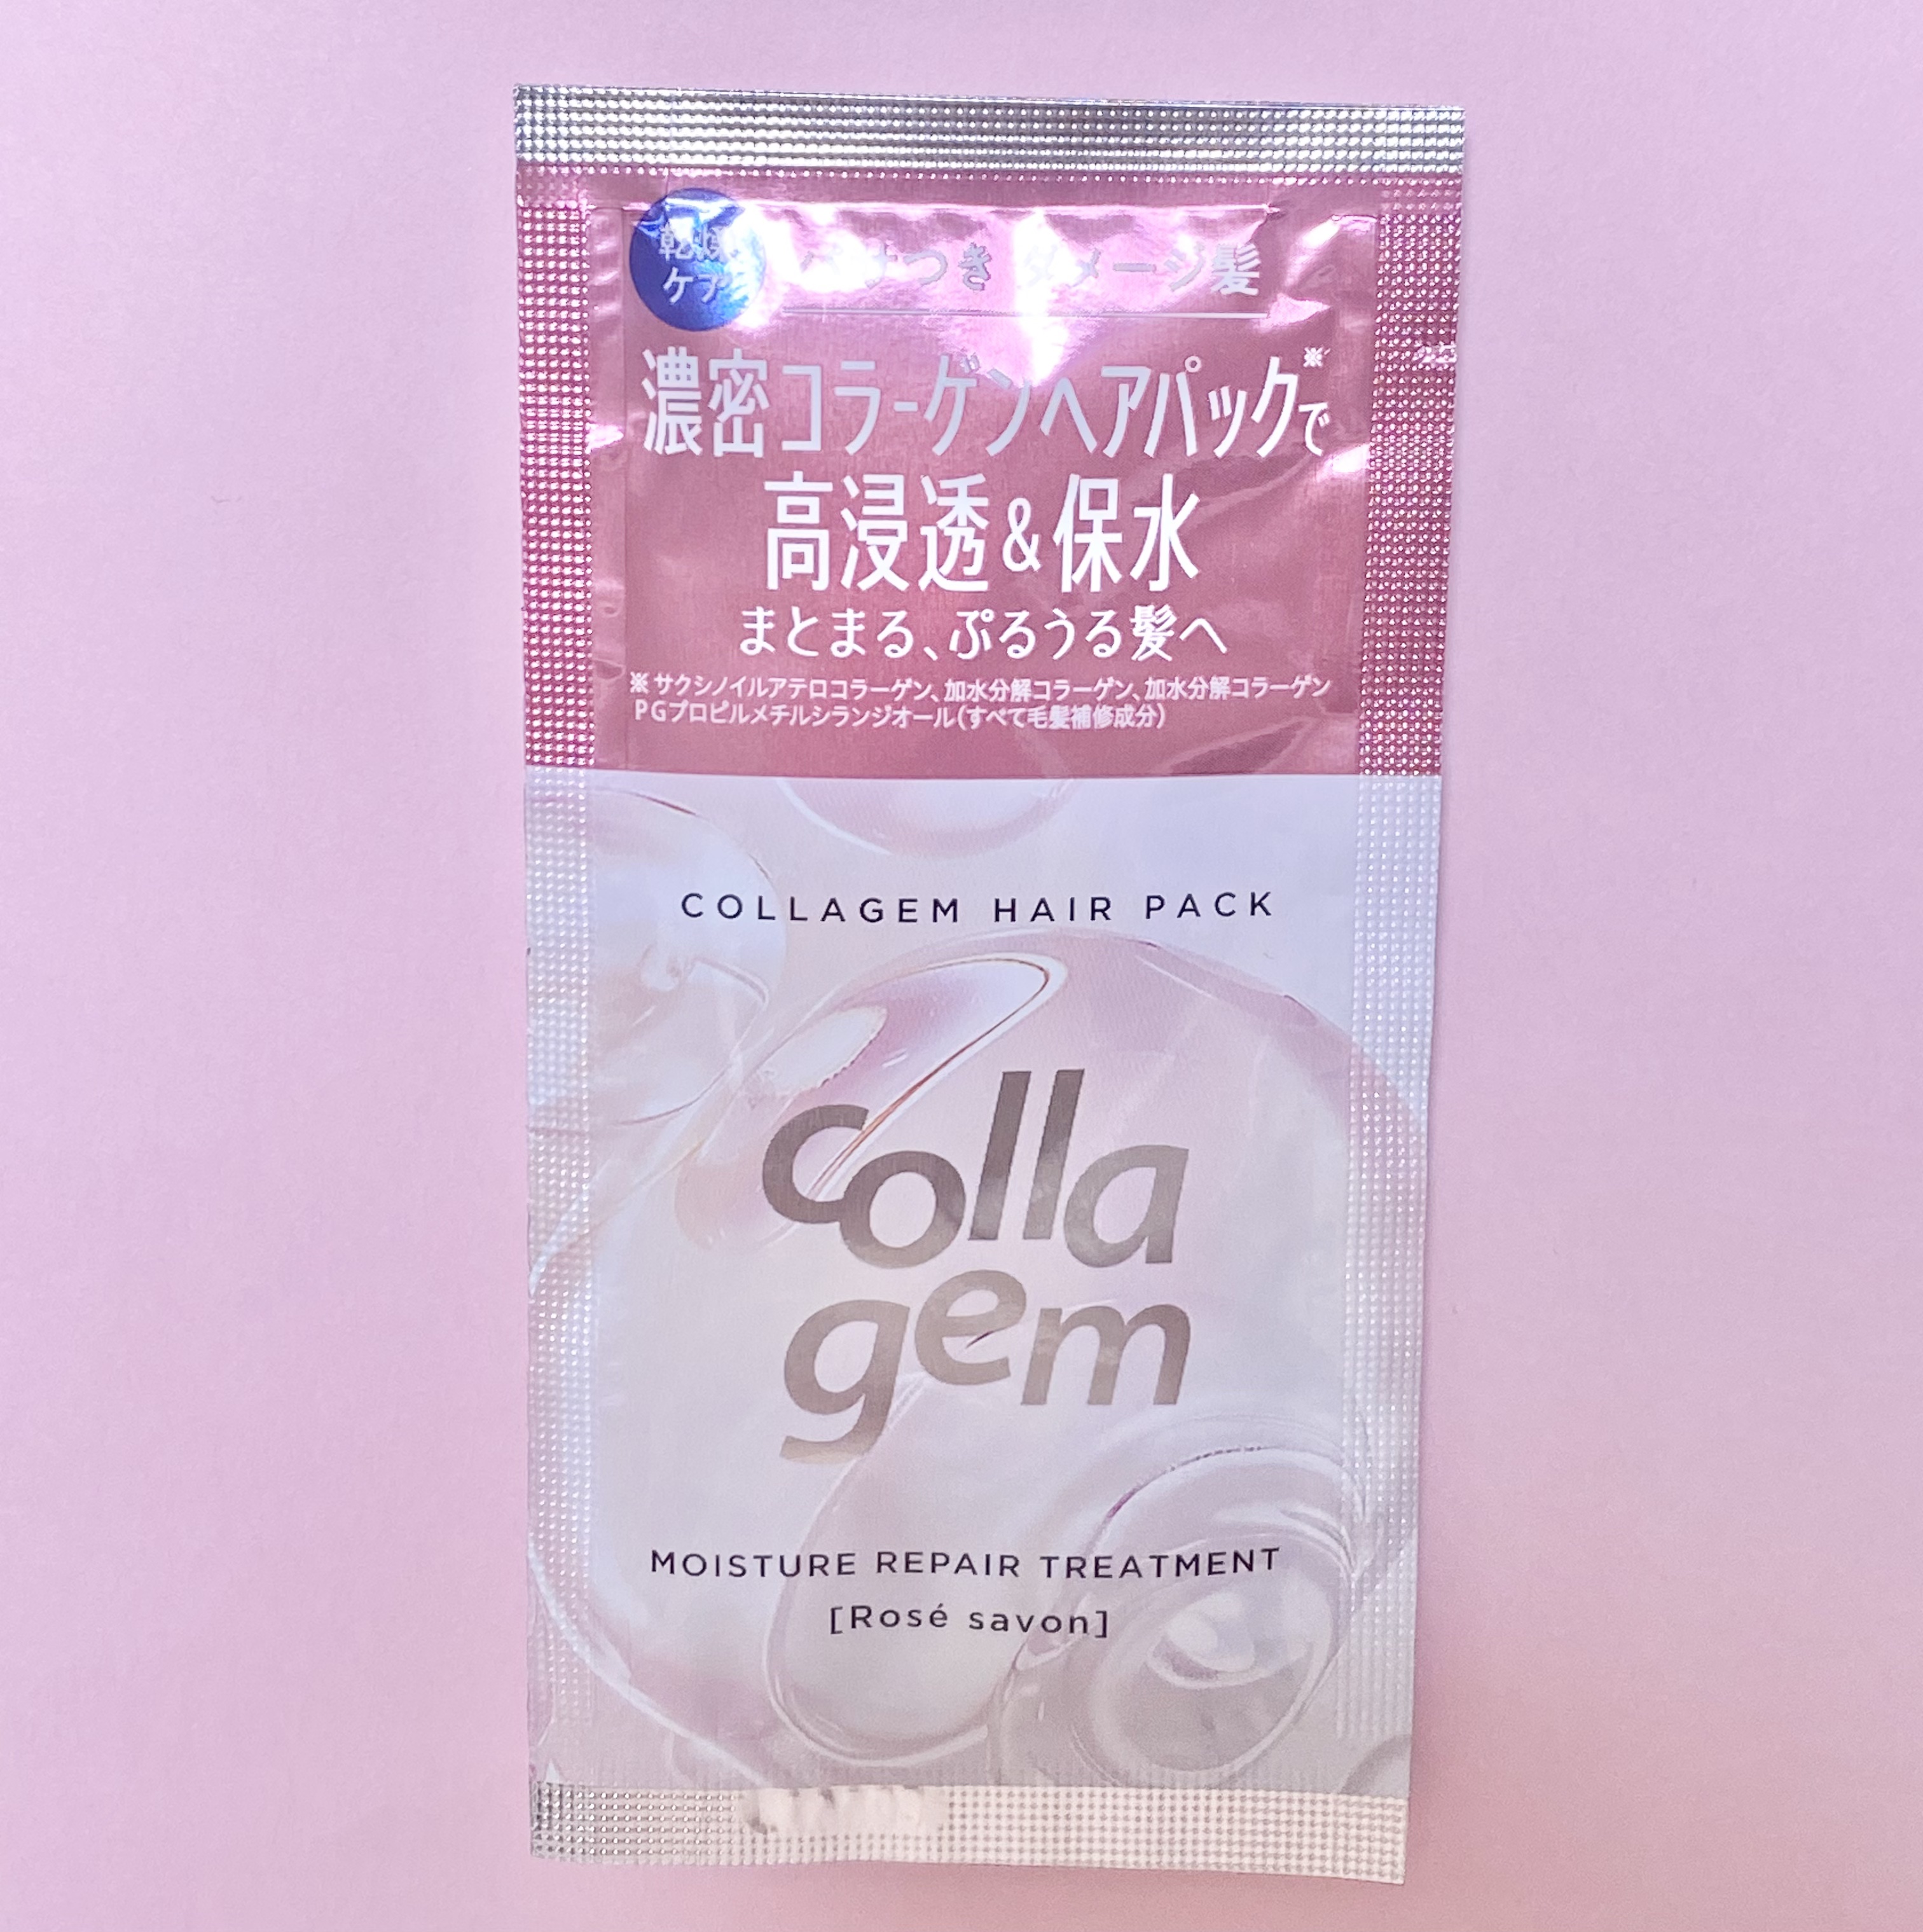 乾燥
ケア
パサつき ダメージ髪
濃密コラーゲンヘアパック※で
高浸透&保水
まとまる、ぷるうる髪へ
※サクシノイルアテロコラーゲン、加水分解コラーゲン、加水分解コラーゲン
PGプロピルメチルシランジオール(すべて毛髪補修成分)
COLLAGEM HAIR PACK
colla
gem
MOISTURE REPAIR TREATMENT
[Rosé savon]